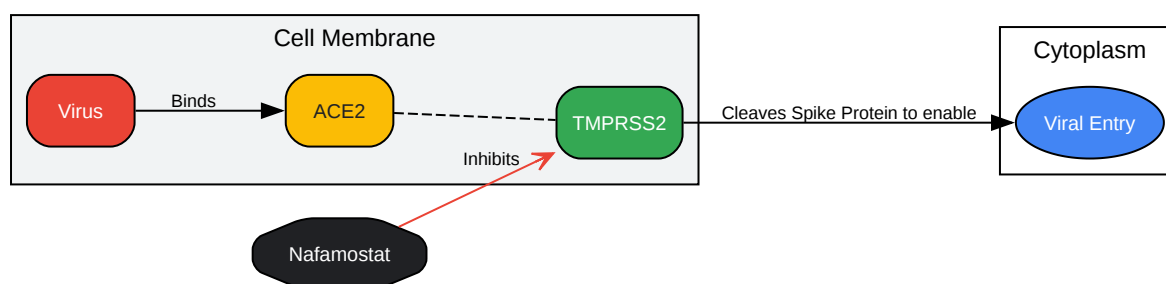 Cell Membrane
Cytoplasm
Virus
Binds
ACE2
TMPRSS2
Cleaves Spike Protein to enable
Viral Entry
Inhibits
Nafamostat